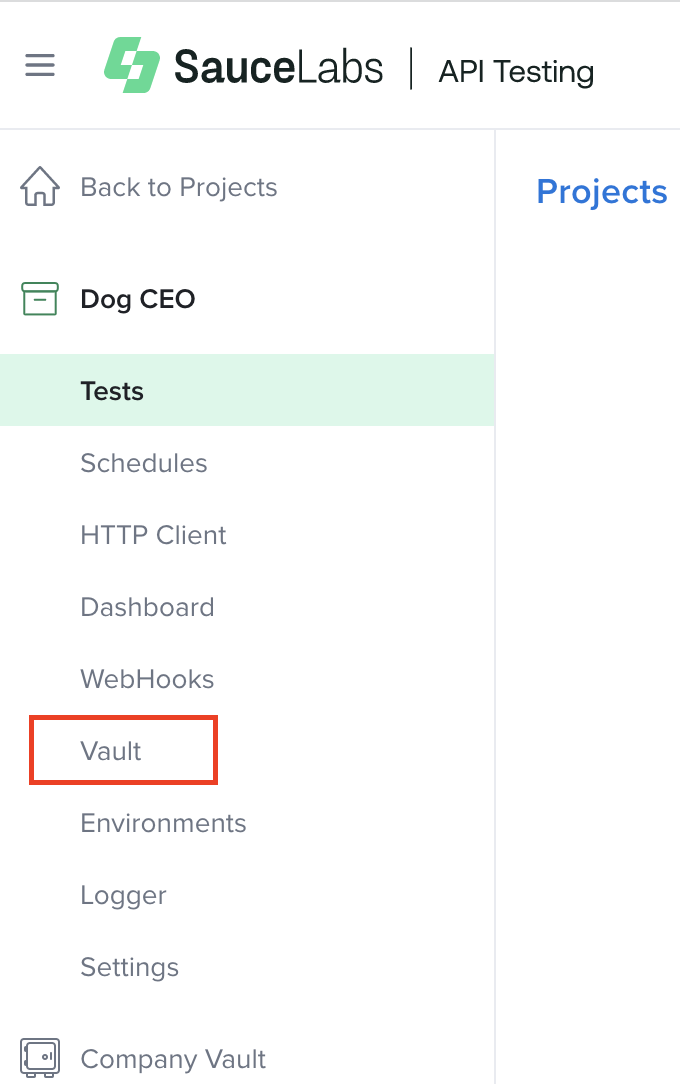 SauceLabs | API Testing
Back to Projects
Projects
Dog CEO
Tests
Schedules
HTTP Client
Dashboard
WebHooks
Vault
Environments
Logger
Settings
Company Vault